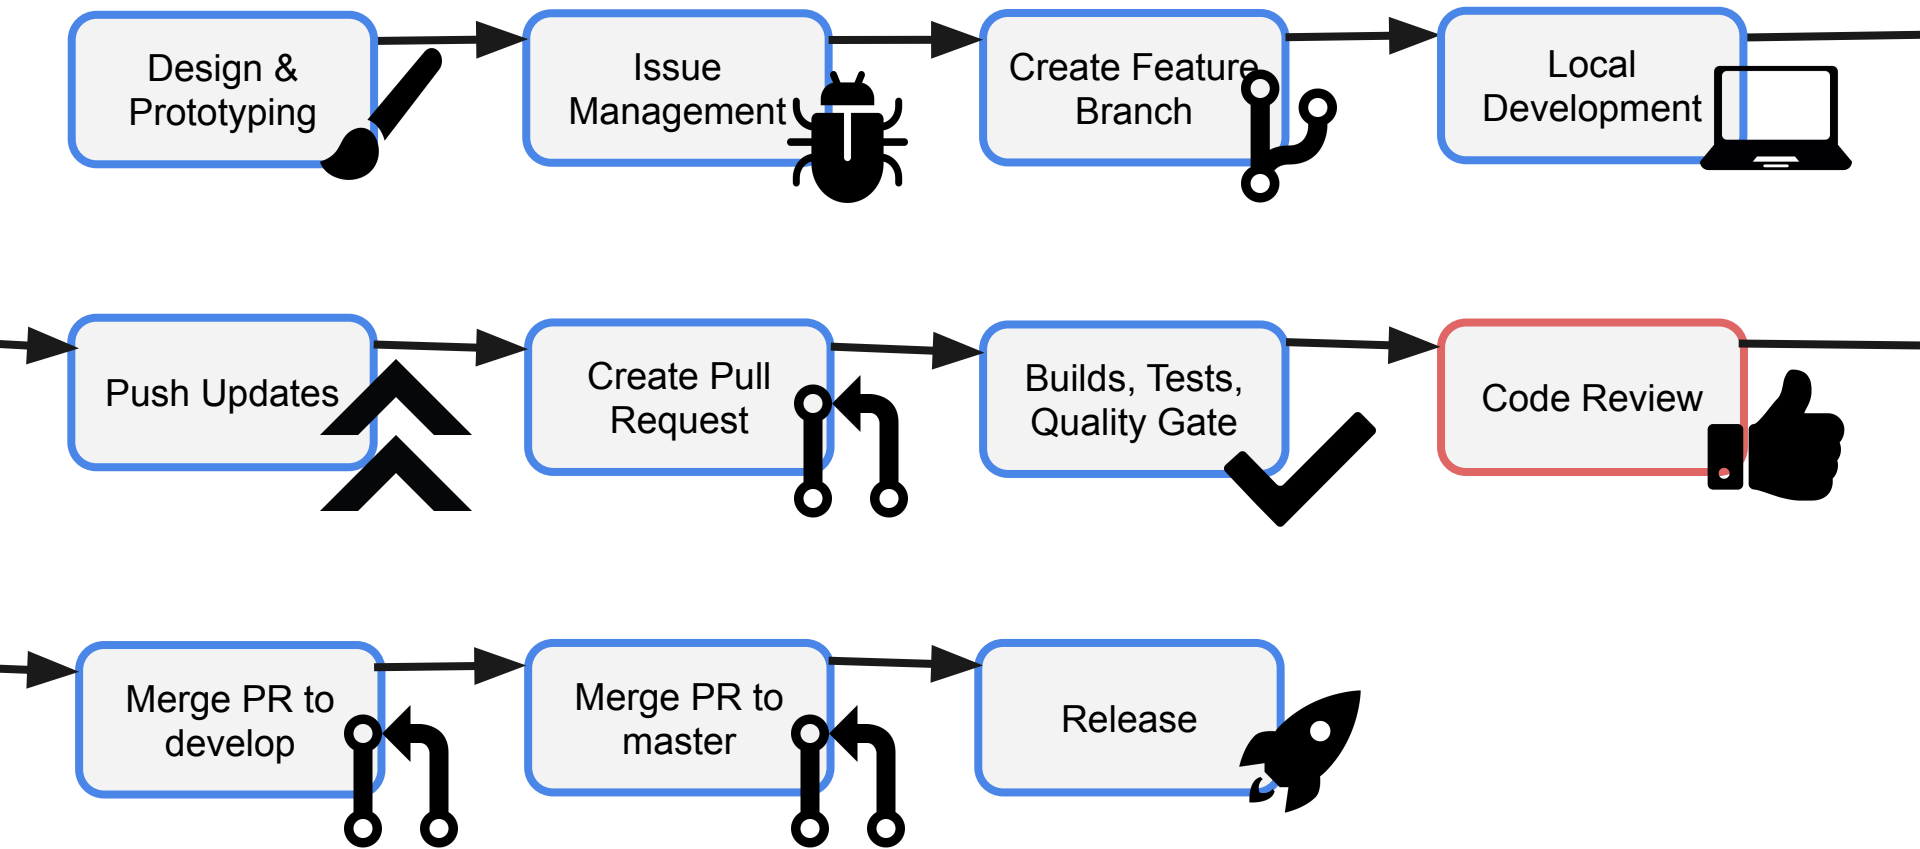 Design &
Prototyping
Issue
Management
Create Feature
Branch
Local
Development
Push Updates
Create Pull
Request
Builds, Tests,
Quality Gate
Code Review
Merge PR to
develop
Merge PR to
master
Release